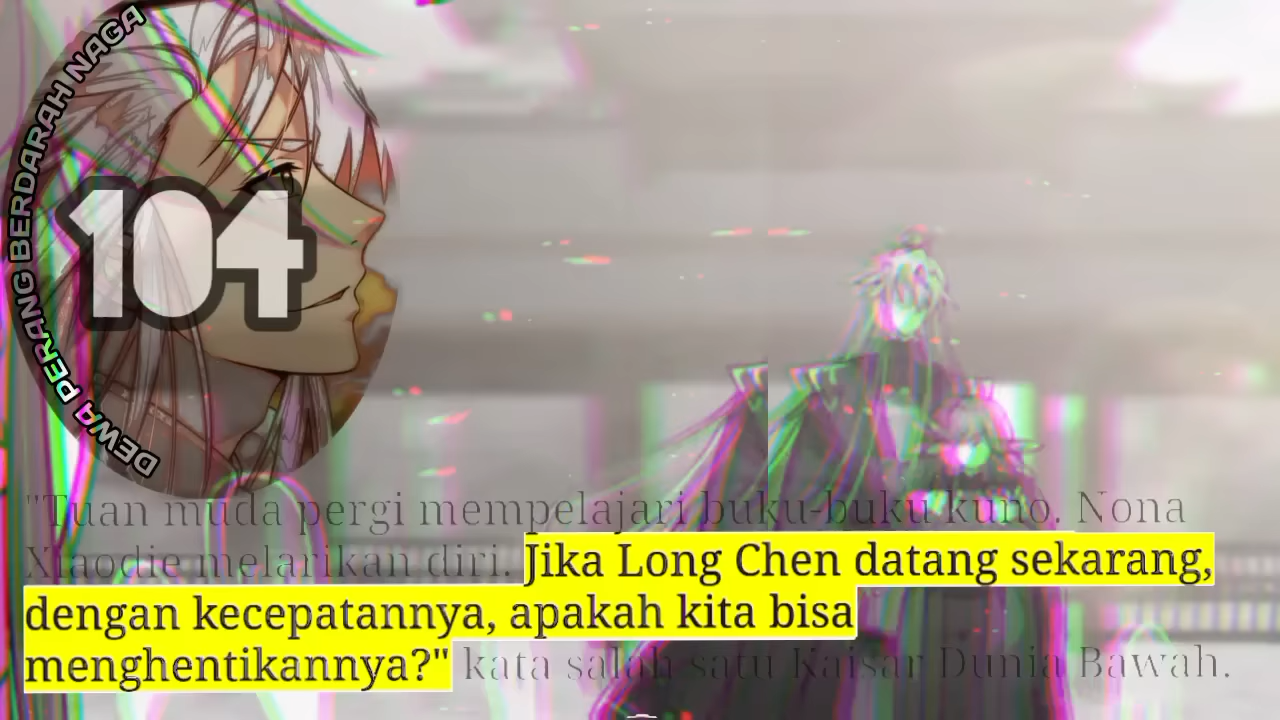 DEWA PERANG BERDARAH NAGA
104
"Tuan muda pergi mempelajari buku-buku kuno. Nona
Xiaodie melarikan diri. Jika Long Chen datang sekarang,
dengan kecepatannya, apakah kita bisa
menghentikannya?" kata salah satu Kaisar Dunia Bawah.